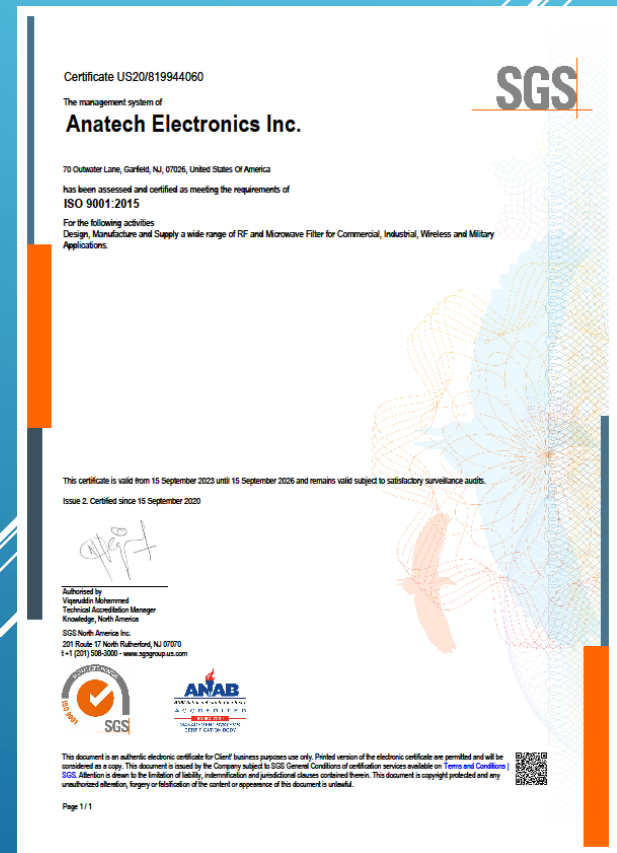 Certificate US20/819944060
SGS
The management system of
Anatech Electronics Inc.
70 Outwater Lane, Garfield, NJ, 07026, United States Of America
has been assessed and certified as meeting the requirements of
ISO 9001:2015
For the following activities
Design, Manufacture and Supply a wide range of RF and Microwave Filter for Commercial, Industrial, Wireless and Military
Applications.
This certificate is valid from 15 September 2023 until 15 September 2026 and remains valid subject to satisfactory surveillance audits.
Issue 2. Certified since 15 September 2020
Authorised by
Viqaruddin Mohammed
Technical Accreditation Manager
Knowledge, North America
SGS North America Inc.
201 Route 17 North Rutherford, NJ 07070
t +1 (201) 508-3000 - www.sgsgroup.us.com
ISO 9001
SGS
ANAB
ACCREDITED
MANAGEMENT SYSTEMS
CERTIFICATION BODY
This document is an authentic electronic certificate for Client' business purposes use only. Printed version of the electronic certificate are permitted and will be
considered as a copy. This document is issued by the Company subject to SGS General Conditions of certification services available on Terms and Conditions |
SGS. Attention is drawn to the limitation of liability, indemnification and jurisdictional clauses contained therein. This document is copyright protected and any
unauthorized alteration, forgery or falsification of the content or appearance of this document is unlawful.
Page 1 / 1